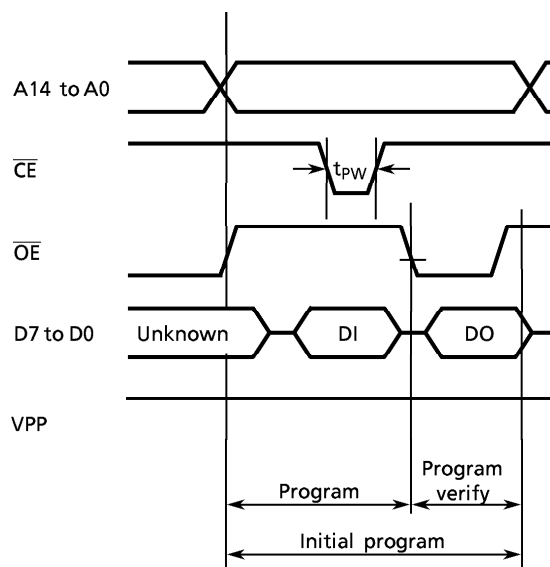 A14 to A0
CE
tPW
OE
D7 to D0
Unknown
DI
DO
VPP
Program
Program
verify
Initial program